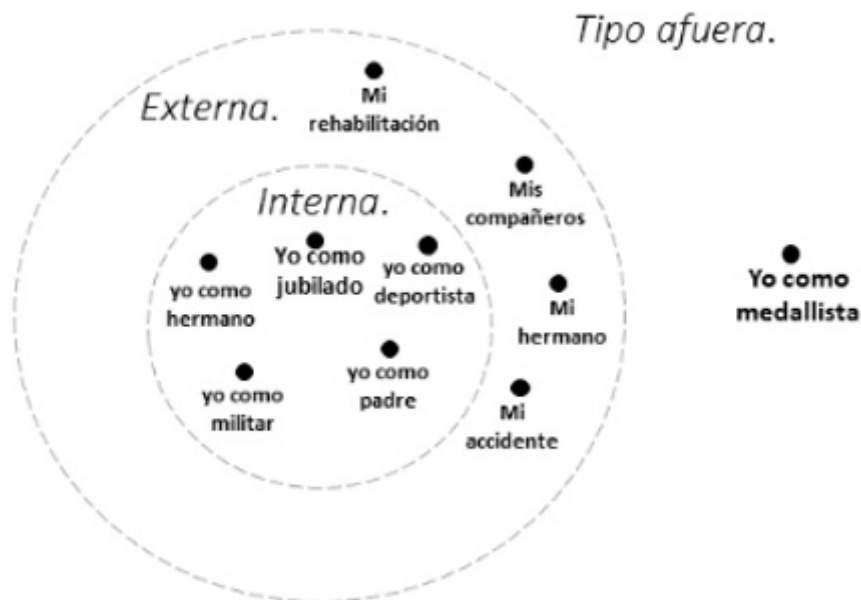 Tipo afuera.
Externa.
Mi
rehabilitación
Mis
compañeros
Interna.
Yo como
jubilado
yo como
deportista
yo como
hermano
Mi
hermano
Yo como
medallista
yo como
militar
yo como
padre
Mi
accidente